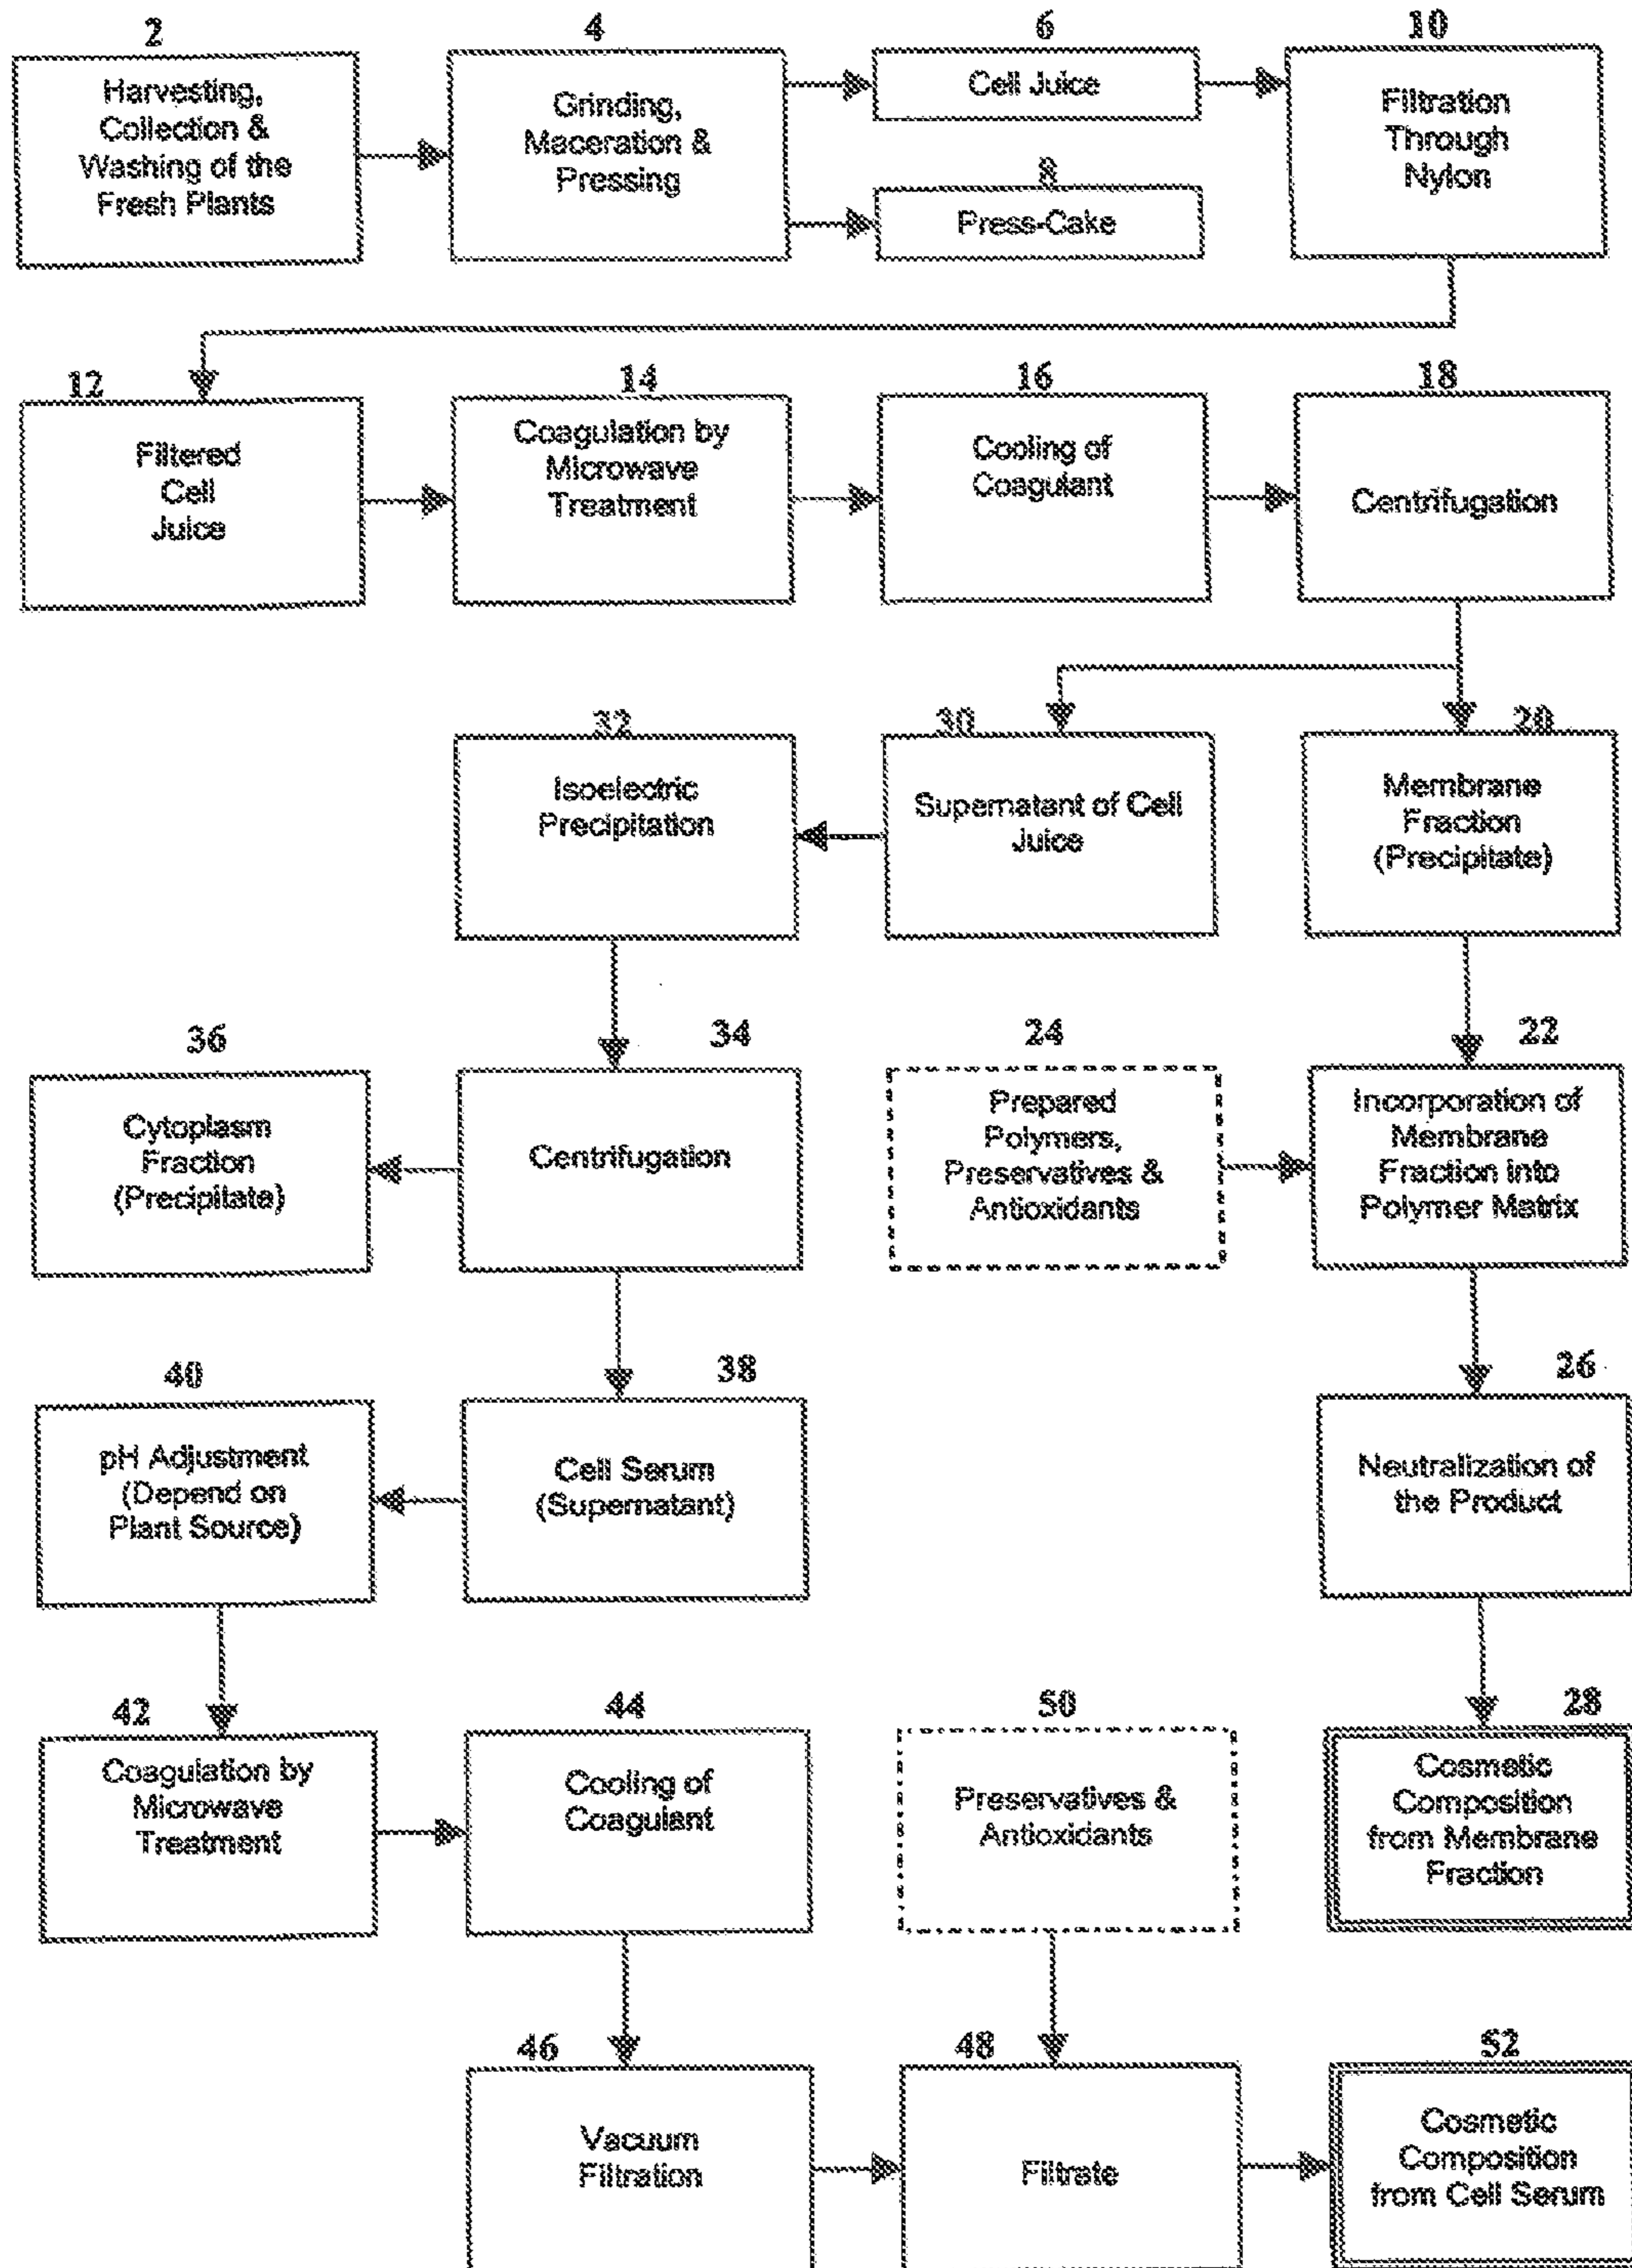 2
Harvesting,
Collection &
Washing of the
Fresh Plants
4
Grinding,
Maceration &
Pressing
6
Cell Juice
8
Press-Cake
10
Filtration
Through
Nylon
12
Filtered
Cell
Juice
14
Coagulation by
Microwave
Treatment
16
Cooling of
Coagulant
18
Centrifugation
32
Isoelectric
Precipitation
30
Supernatant of Cell
Juice
20
Membrane
Fraction
(Precipitate)
36
Cytoplasm
Fraction
(Precipitate)
34
Centrifugation
24
Prepared
Polymers,
Preservatives &
Antioxidants
22
Incorporation of
Membrane
Fraction into
Polymer Matrix
40
pH Adjustment
(Depend on
Plant Source)
38
Cell Serum
(Supernatant)
26
Neutralization of
the Product
42
Coagulation by
Microwave
Treatment
44
Cooling of
Coagulant
50
Preservatives &
Antioxidants
28
Cosmetic
Composition
from Membrane
Fraction
46
Vacuum
Filtration
48
Filtrate
52
Cosmetic
Composition
from Cell Serum